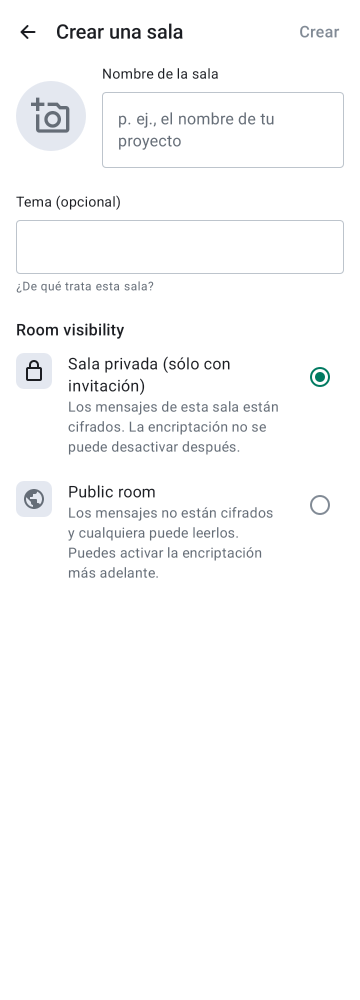 Crear una sala
Crear
Nombre de la sala
p. ej., el nombre de tu
proyecto
Tema (opcional)
¿De qué trata esta sala?
Room visibility
Sala privada (sólo con
invitación)
Los mensajes de esta sala están
cifrados. La encriptación no se
puede desactivar después.
Public room
Los mensajes no están cifrados
y cualquiera puede leerlos.
Puedes activar la encriptación
más adelante.